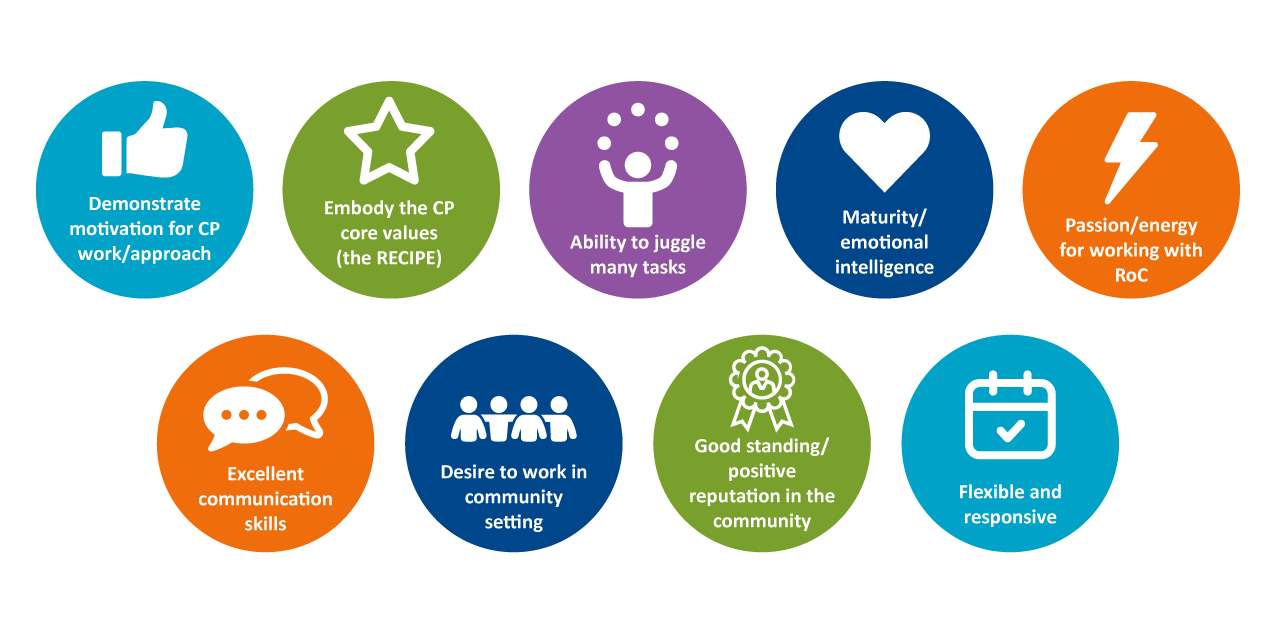 Demonstrate
motivation for CP
work/approach
Embody the CP
core values
(the RECIPE)
Ability to juggle
many tasks
Maturity/
emotional
intelligence
Passion/energy
for working with
RoC
Excellent
communication
skills
Desire to work in
community
setting
Good standing/
positive
reputation in the
community
Flexible and
responsive